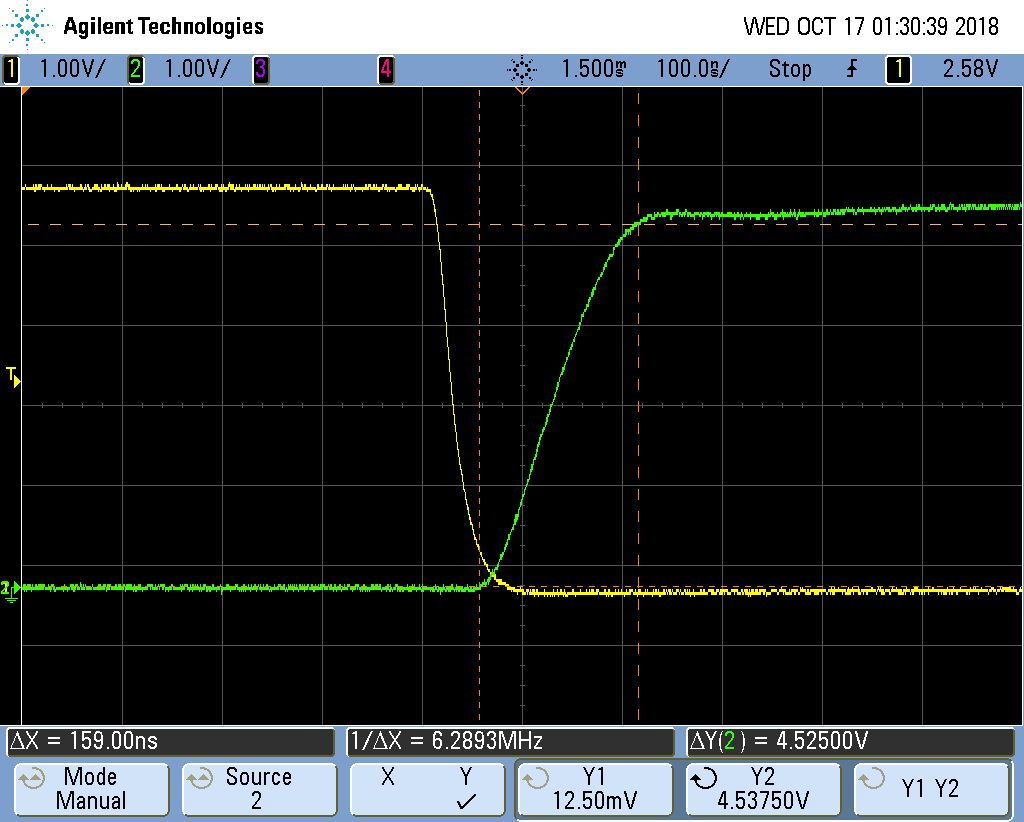 Agilent Technologies WED OCT 17 01:30:39 2018
1 1.00V/ 2 1.00V/ 3 4 1.500ms 100.0ns/ Stop 1 2.58V
T
2
ΔX = 159.00ns 1/ΔX = 6.2893MHz ΔY(2) = 4.52500V
Mode Source X Y Y1 Y2 Y1 Y2
Manual 2 ✓ 12.50mV 4.53750V